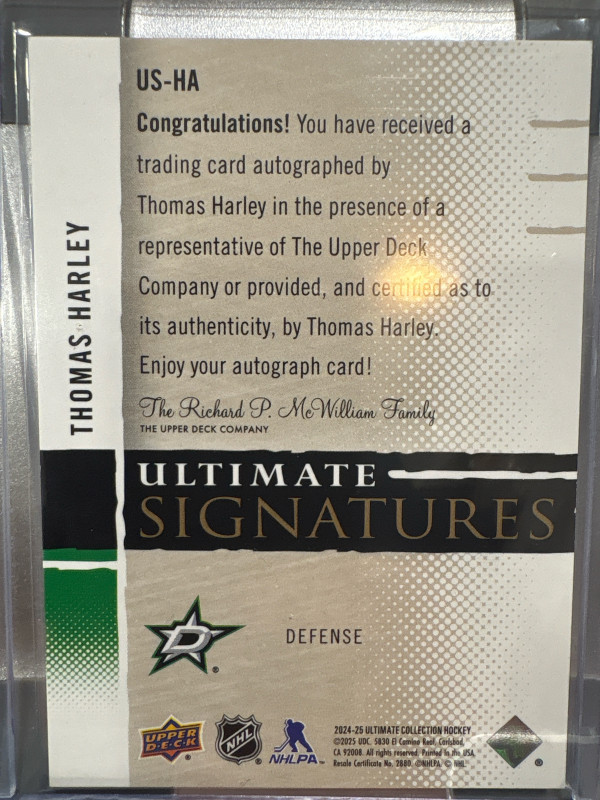 US-HA
Congratulations! You have received a
trading card autographed by
Thomas Harley in the presence of a
representative of The Upper Deck
Company or provided, and certified as to
its authenticity, by Thomas Harley.
Enjoy your autograph card!
The Richard P. McWilliam Family
THE UPPER DECK COMPANY
THOMAS HARLEY
ULTIMATE
SIGNATURES
D
DEFENSE
®
UPPER
D·E·C·K
NHL
NHLPA
2024-25 ULTIMATE COLLECTION HOCKEY
©2025 UDC. 5830 El Camino Real, Carlsbad,
CA 92008. All rights reserved. Printed in the USA.
Resale Certificate No. 2880. ©NHLPA. © NHL.
®